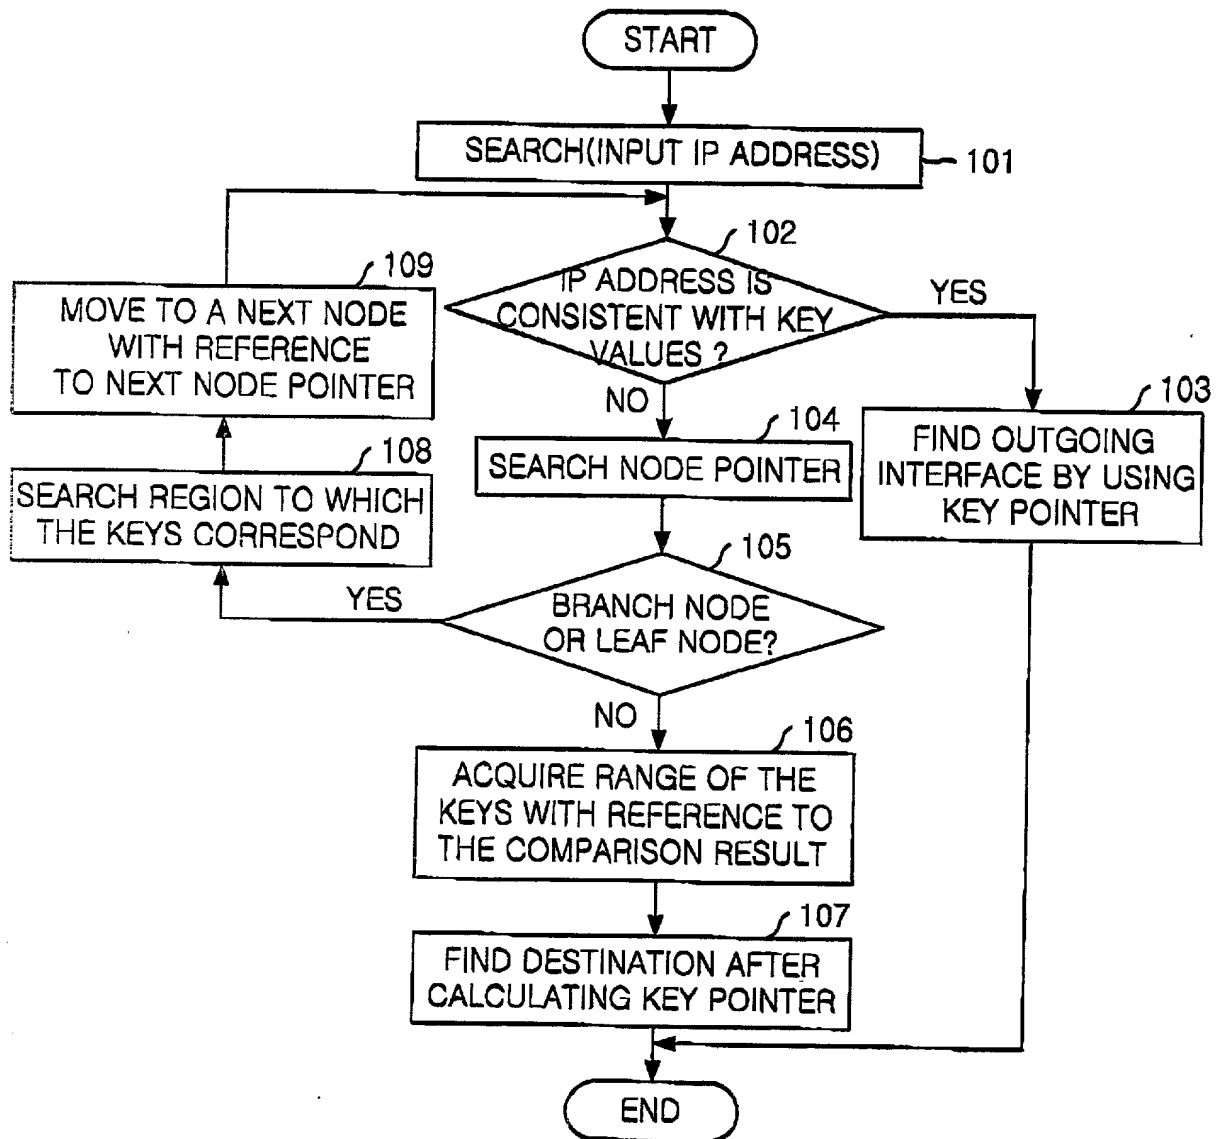 START
SEARCH(INPUT IP ADDRESS)
101
102
IP ADDRESS IS
CONSISTENT WITH KEY
VALUES ?
YES
NO
109
MOVE TO A NEXT NODE
WITH REFERENCE
TO NEXT NODE POINTER
103
FIND OUTGOING
INTERFACE BY USING
KEY POINTER
104
SEARCH NODE POINTER
108
SEARCH REGION TO WHICH
THE KEYS CORRESPOND
105
BRANCH NODE
OR LEAF NODE?
YES
NO
106
ACQUIRE RANGE OF THE
KEYS WITH REFERENCE TO
THE COMPARISON RESULT
107
FIND DESTINATION AFTER
CALCULATING KEY POINTER
END